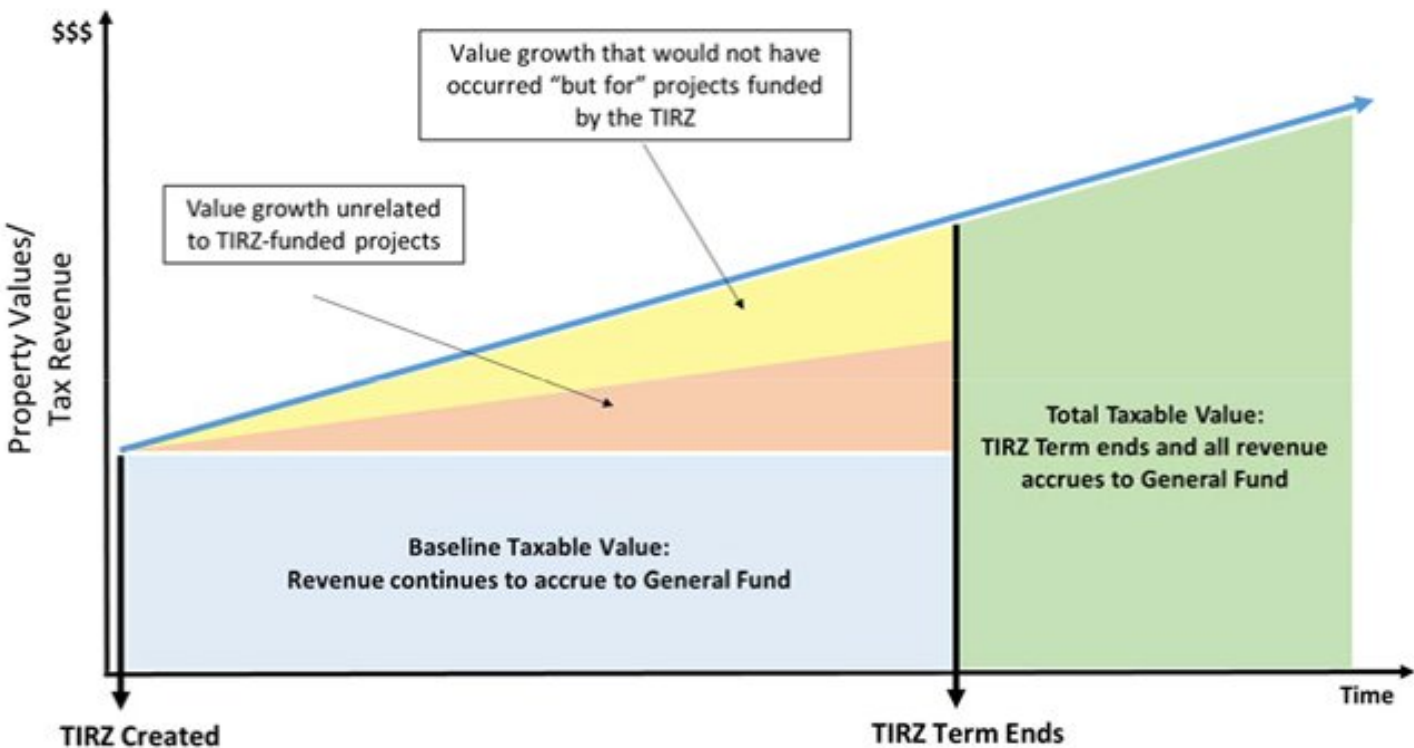 $$$
Value growth that would not have
occurred “but for” projects funded
by the TIRZ
Value growth unrelated
to TIRZ-funded projects
Property Values/
Tax Revenue
Total Taxable Value:
TIRZ Term ends and all revenue
accrues to General Fund
Baseline Taxable Value:
Revenue continues to accrue to General Fund
Time
TIRZ Created
TIRZ Term Ends